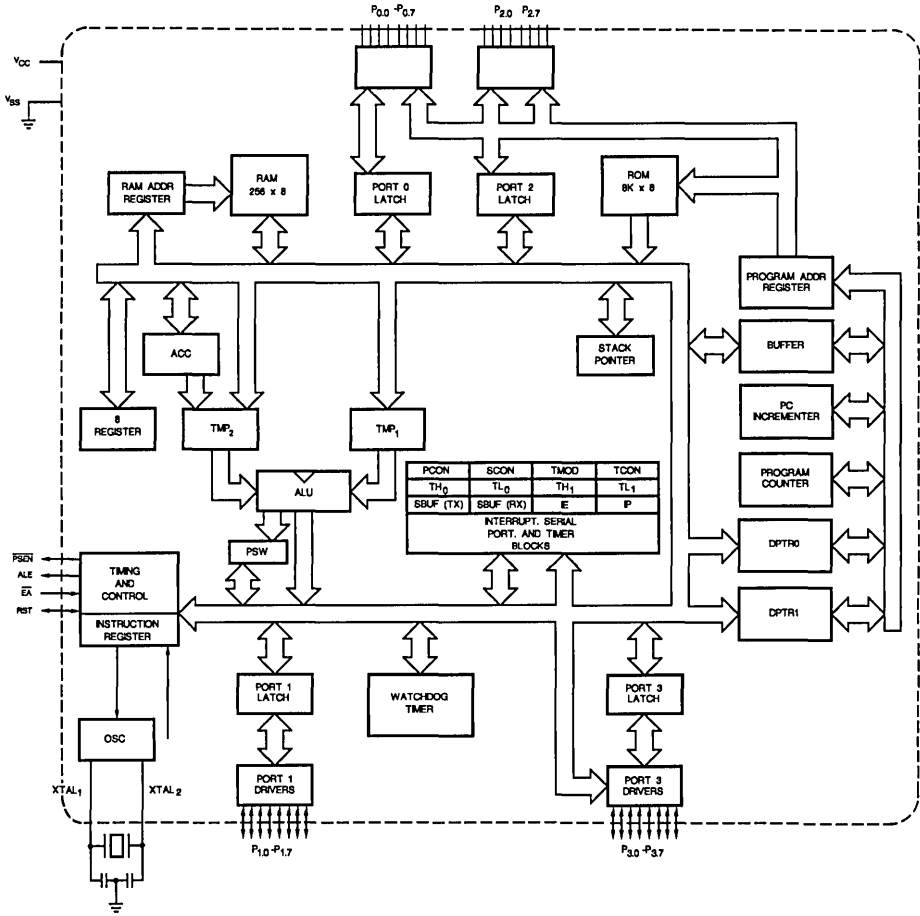 P0.0 -P0.7
P2.0 P2.7
VCC
VSS
RAM ADDR
REGISTER
RAM
256 x 8
PORT 0
LATCH
PORT 2
LATCH
ROM
8K x 8
PROGRAM ADDR
REGISTER
ACC
STACK
POINTER
BUFFER
8
REGISTER
TMP2
TMP1
PC
INCREMENTER
ALU
PCON SCON TMOD TCON
TH0 TL0 TH1 TL1
SBUF (TX) SBUF (RX) IE IP
INTERRUPT. SERIAL
PORT. AND TIMER
BLOCKS
PROGRAM
COUNTER
PSW
DPTR0
PSEN
ALE
EA
RST
TIMING
AND
CONTROL
INSTRUCTION
REGISTER
DPTR1
PORT 1
LATCH
WATCHDOG
TIMER
PORT 3
LATCH
OSC
XTAL1
XTAL2
PORT 1
DRIVERS
PORT 3
DRIVERS
P1.0 -P1.7
P3.0 -P3.7